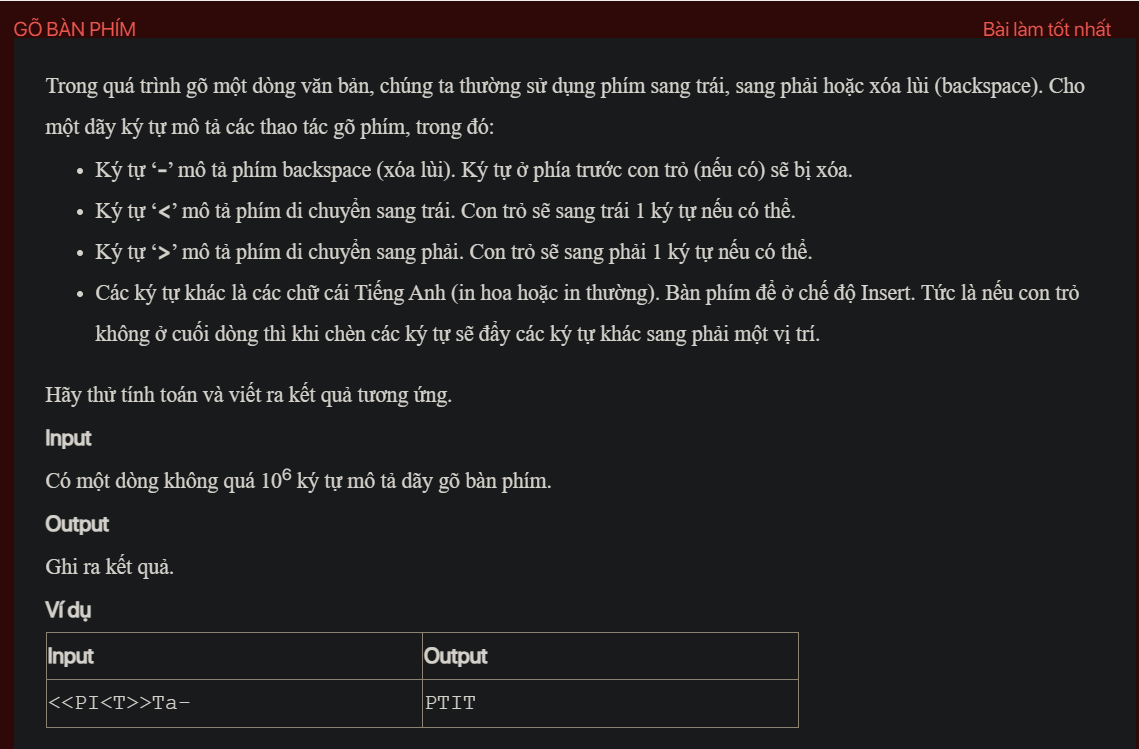 GÕ BÀN PHÍM
Bài làm tốt nhất
Trong quá trình gõ một dòng văn bản, chúng ta thường sử dụng phím sang trái, sang phải hoặc xóa lùi (backspace). Cho
một dãy ký tự mô tả các thao tác gõ phím, trong đó:
• Ký tự ‘-’ mô tả phím backspace (xóa lùi). Ký tự ở phía trước con trỏ (nếu có) sẽ bị xóa.
• Ký tự ‘<’ mô tả phím di chuyển sang trái. Con trỏ sẽ sang trái 1 ký tự nếu có thể.
• Ký tự ‘>’ mô tả phím di chuyển sang phải. Con trỏ sẽ sang phải 1 ký tự nếu có thể.
• Các ký tự khác là các chữ cái Tiếng Anh (in hoa hoặc in thường). Bàn phím để ở chế độ Insert. Tức là nếu con trỏ
không ở cuối dòng thì khi chèn các ký tự sẽ đẩy các ký tự khác sang phải một vị trí.
Hãy thử tính toán và viết ra kết quả tương ứng.
Input
Có một dòng không quá 10⁶ ký tự mô tả dãy gõ bàn phím.
Output
Ghi ra kết quả.
Ví dụ
Input Output
<<PI<T>>Ta- PTIT